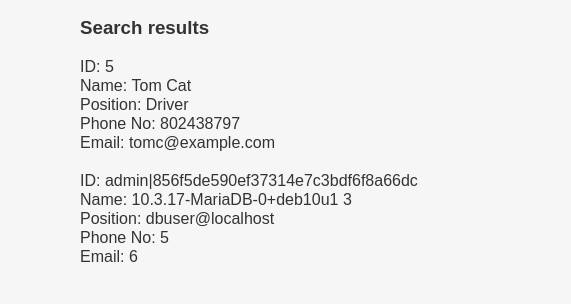 Search results
ID: 5
Name: Tom Cat
Position: Driver
Phone No: 802438797
Email: tomc@example.com
ID: admin|856f5de590ef37314e7c3bdf6f8a66dc
Name: 10.3.17-MariaDB-0+deb10u1 3
Position: dbuser@localhost
Phone No: 5
Email: 6